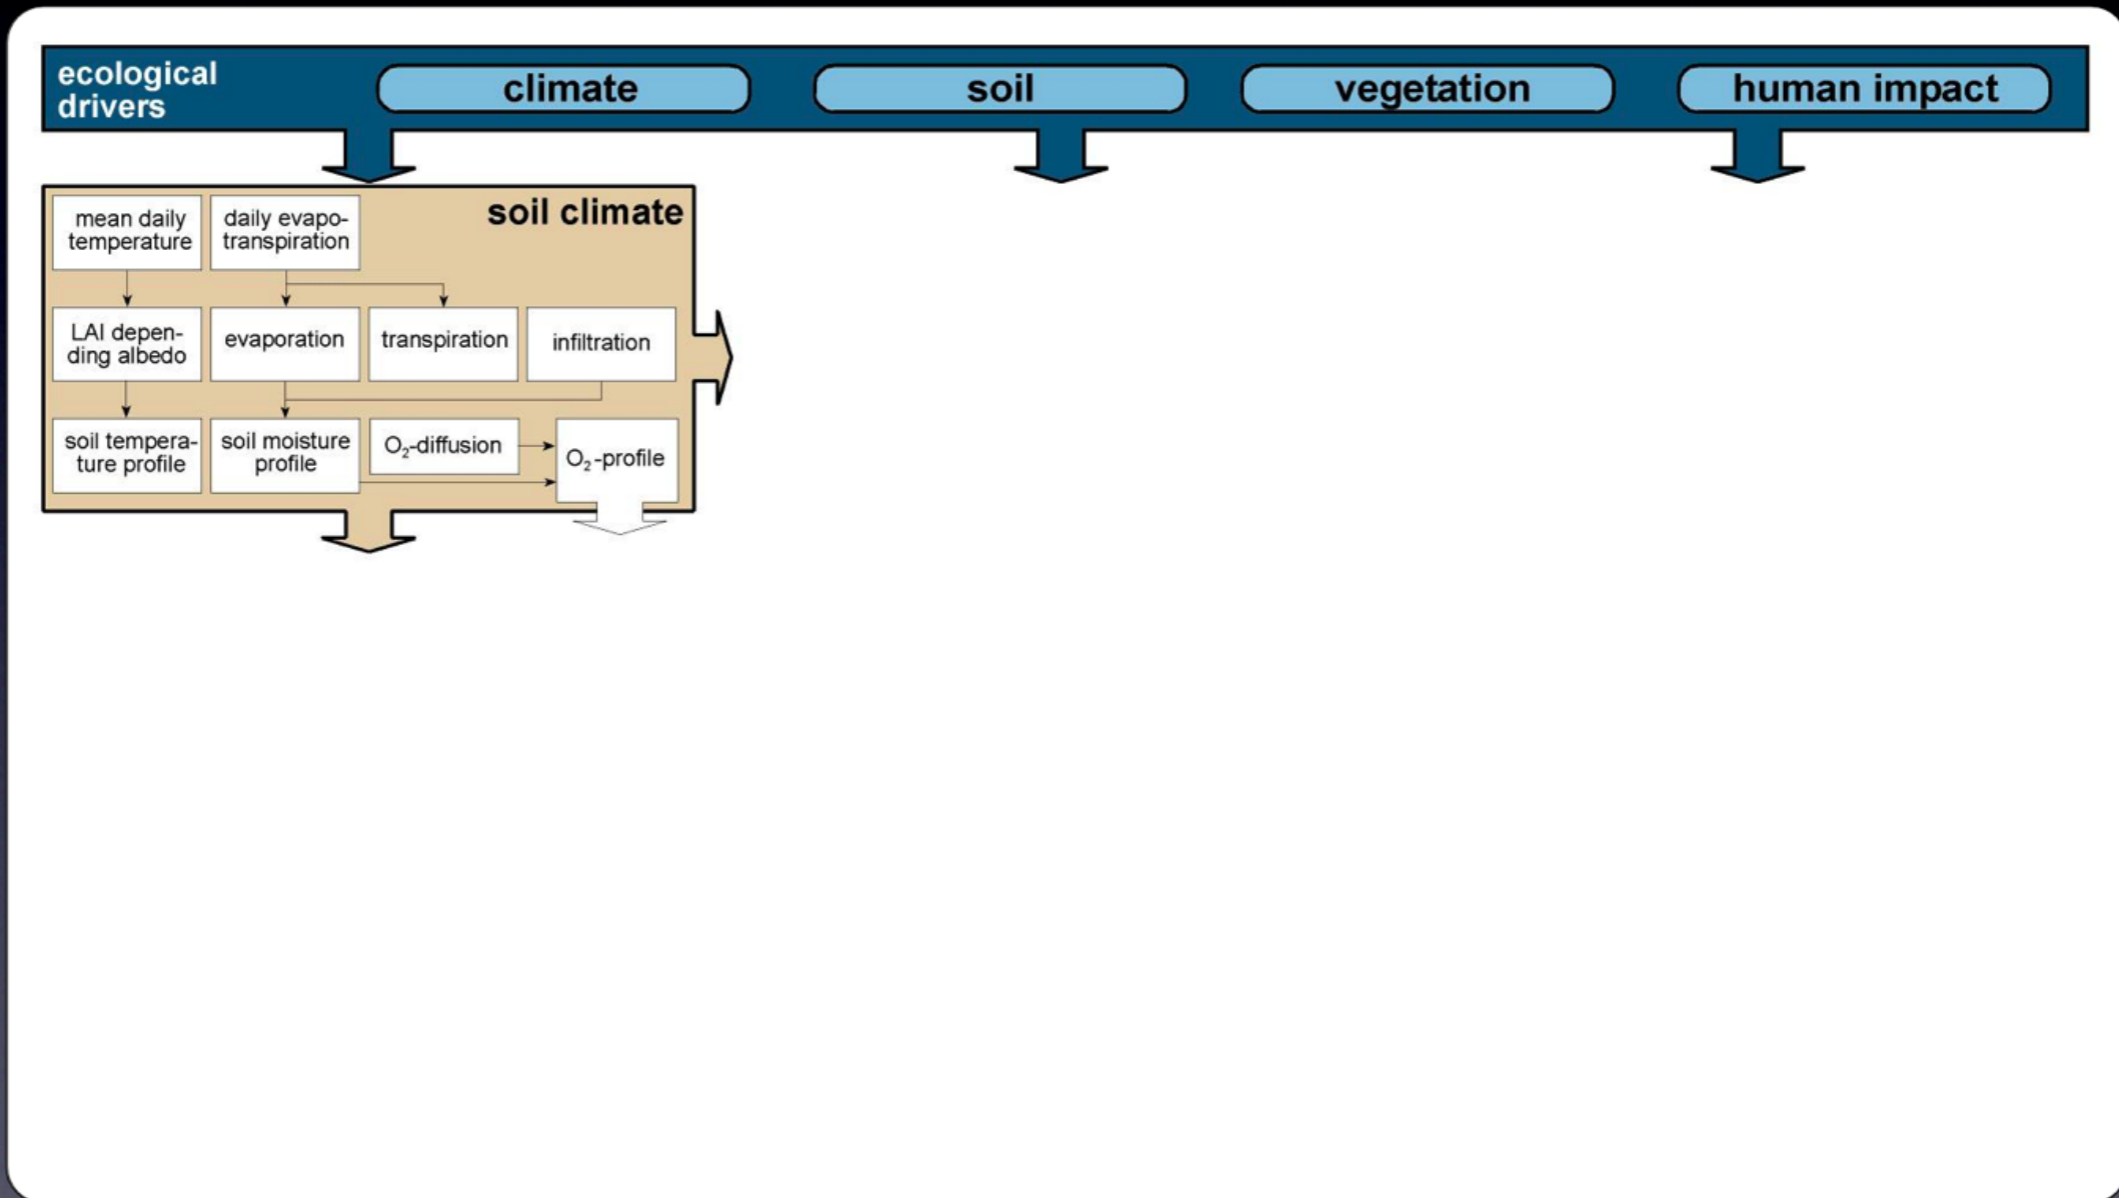 ecological
drivers
climate
soil
vegetation
human impact
soil climate
mean daily
temperature
daily evapo-
transpiration
LAI depen-
ding albedo
evaporation
transpiration
infiltration
soil tempera-
ture profile
soil moisture
profile
O₂-diffusion
O₂-profile